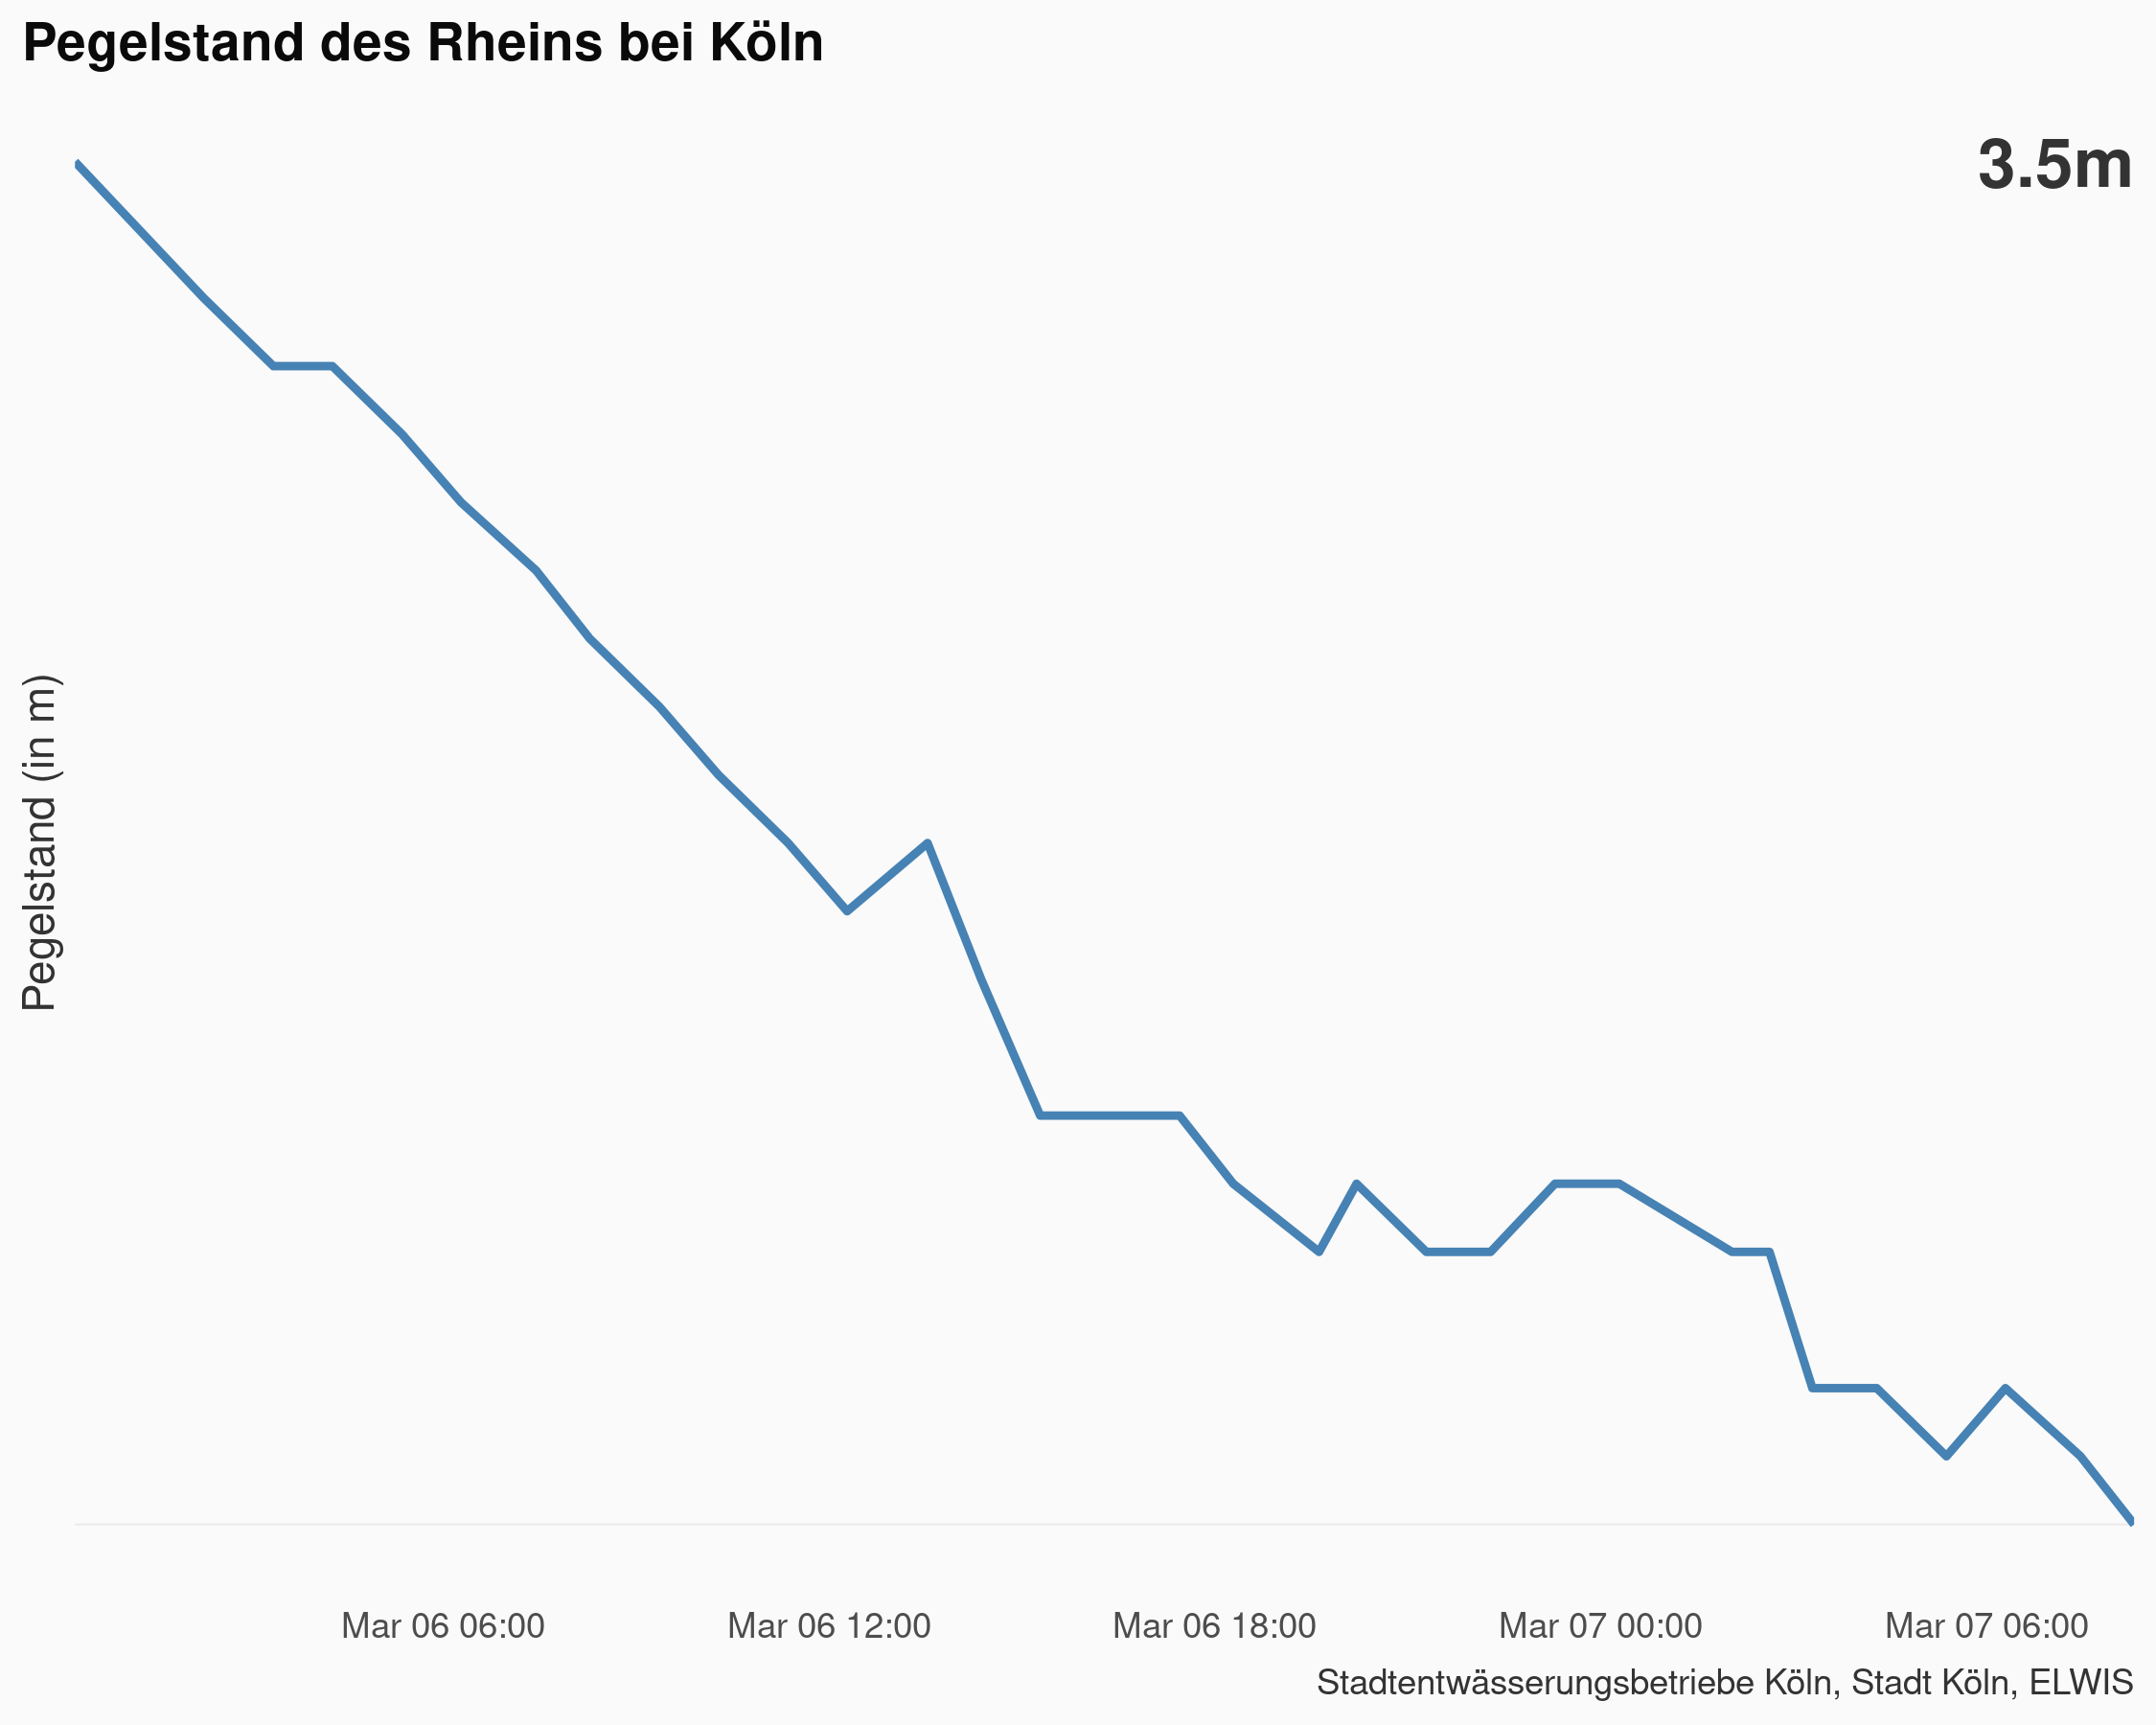 Pegelstand des Rheins bei Köln
3.5m
Pegelstand (in m)
Mar 06 06:00
Mar 06 12:00
Mar 06 18:00
Mar 07 00:00
Mar 07 06:00
Stadtentwässerungsbetriebe Köln, Stadt Köln, ELWIS